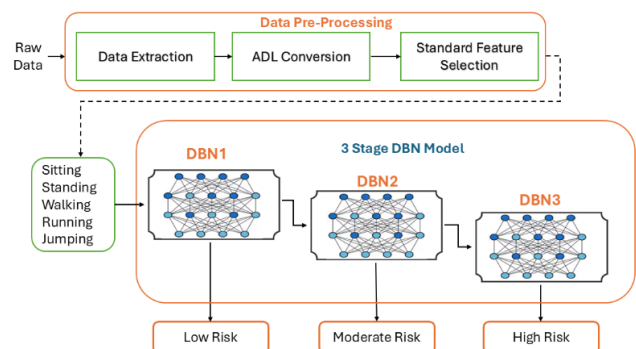 Data Pre-Processing
Raw
Data
Data Extraction
ADL Conversion
Standard Feature
Selection
3 Stage DBN Model
DBN1
DBN2
DBN3
Sitting
Standing
Walking
Running
Jumping
Low Risk
Moderate Risk
High Risk